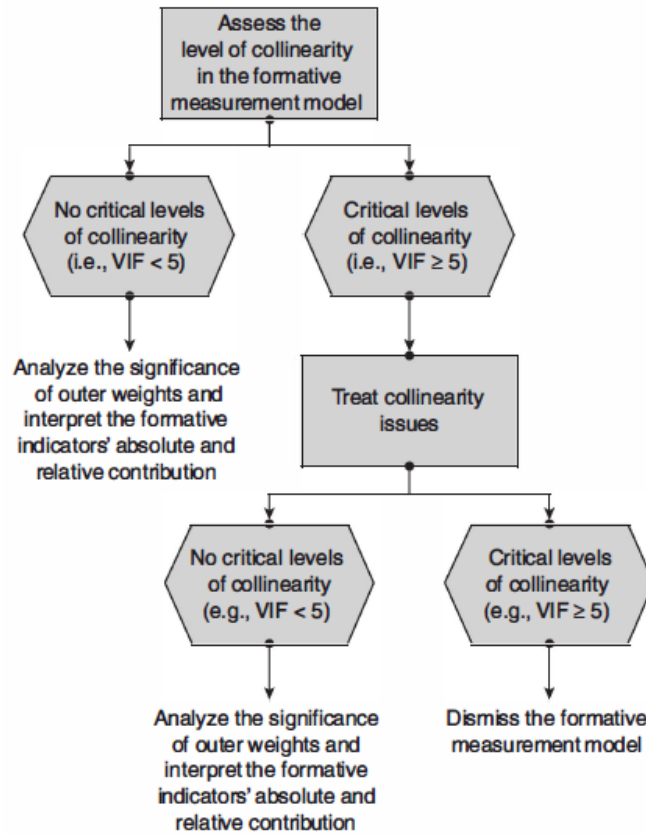 Assess the
level of collinearity
in the formative
measurement model
No critical levels
of collinearity
(i.e., VIF < 5)
Critical levels
of collinearity
(i.e., VIF ≥ 5)
Analyze the significance
of outer weights and
interpret the formative
indicators' absolute and
relative contribution
Treat collinearity
issues
No critical levels
of collinearity
(e.g., VIF < 5)
Critical levels
of collinearity
(e.g., VIF ≥ 5)
Analyze the significance
of outer weights and
interpret the formative
indicators' absolute and
relative contribution
Dismiss the formative
measurement model